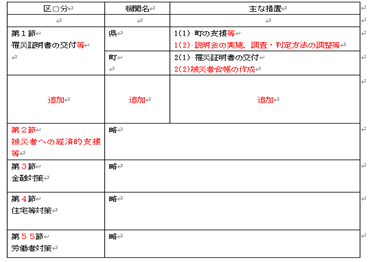 区□分 機関名 主な措置
第１節 県 1(1)･町の支援等
罹災証明書の交付等 1(2)･説明会の実施、調査・判定方法の調整等
町 2(1)･罹災証明書の交付
2(2)被災者台帳の作成
追加 追加 追加
第２節 略
被災者への経済的支援
等
第３節 略
金融対策
第４節 略
住宅等対策
第５５節 略
労働者対策